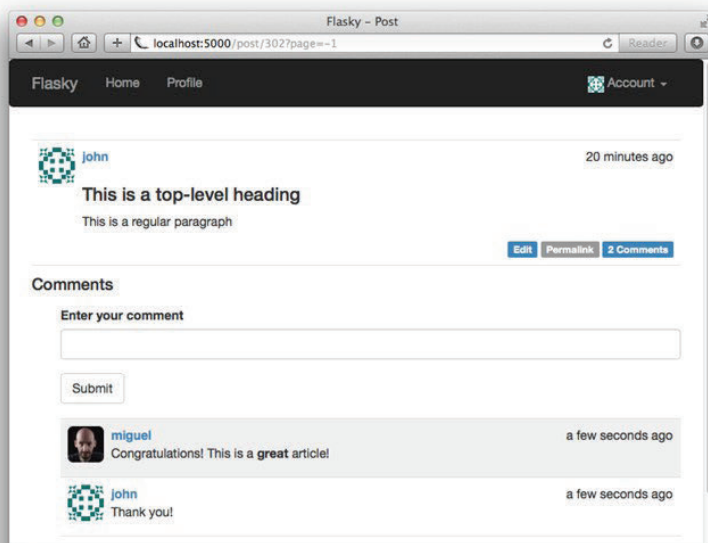 Flasky - Post
localhost:5000/post/302?page=-1
Reader
Flasky Home Profile Account
john 20 minutes ago
This is a top-level heading
This is a regular paragraph
Edit Permalink 2 Comments
Comments
Enter your comment
Submit
miguel a few seconds ago
Congratulations! This is a great article!
john a few seconds ago
Thank you!